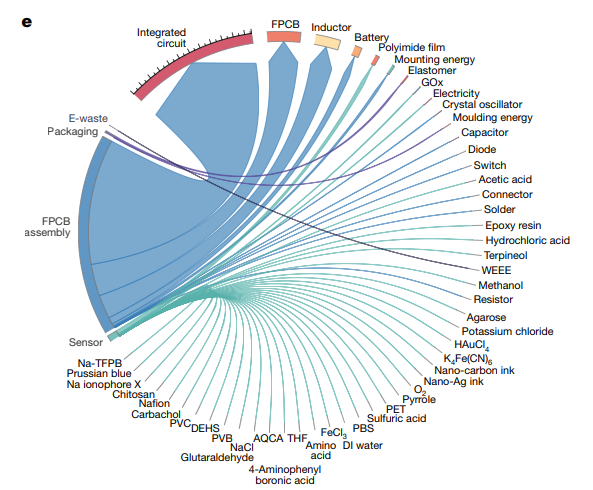 e
Integrated
circuit
FPCB
Inductor
Battery
Polyimide film
Mounting energy
Elastomer
GOx
Electricity
Crystal oscillator
Moulding energy
Capacitor
Diode
Switch
Acetic acid
Connector
Solder
Epoxy resin
Hydrochloric acid
Terpineol
WEEE
Methanol
Resistor
Agarose
Potassium chloride
HAuCl4
K4Fe(CN)6
Nano-carbon ink
Nano-Ag ink
O2
Pyrrole
PET
Sulfuric acid
PBS
DI water
FeCl3
Amino
acid
THF
4-Aminophenyl
boronic acid
AQCA
NaCl
Glutaraldehyde
PVB
DEHS
PVC
Carbachol
Nafion
Chitosan
Na ionophore X
Prussian blue
Na-TFPB
Sensor
FPCB
assembly
Packaging
E-waste